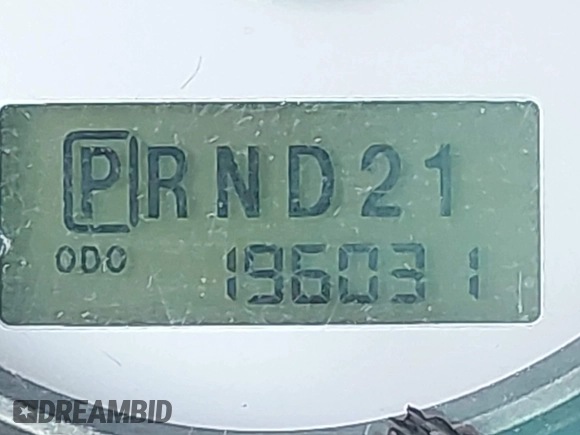 PRND21
ODO 196031
DREAMBID